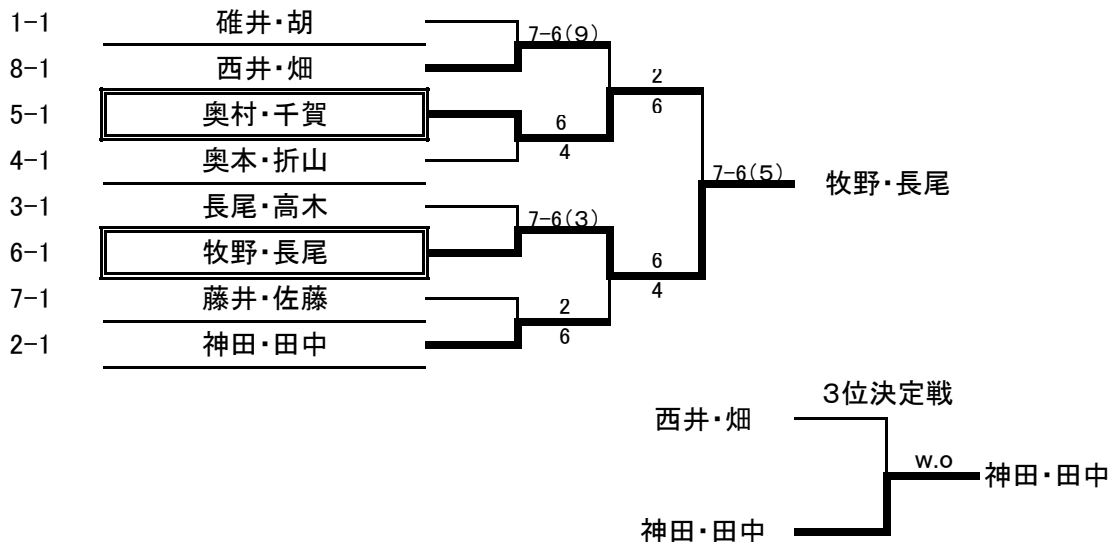 1-1 碓井・胡
7-6(9)
8-1 西井・畑
2
6
5-1 奥村・千賀
6
4
4-1 奥本・折山
7-6(5) 牧野・長尾
3-1 長尾・高木
7-6(3)
6-1 牧野・長尾
6
4
7-1 藤井・佐藤
2
6
2-1 神田・田中
3位決定戦
西井・畑
w.o 神田・田中
神田・田中